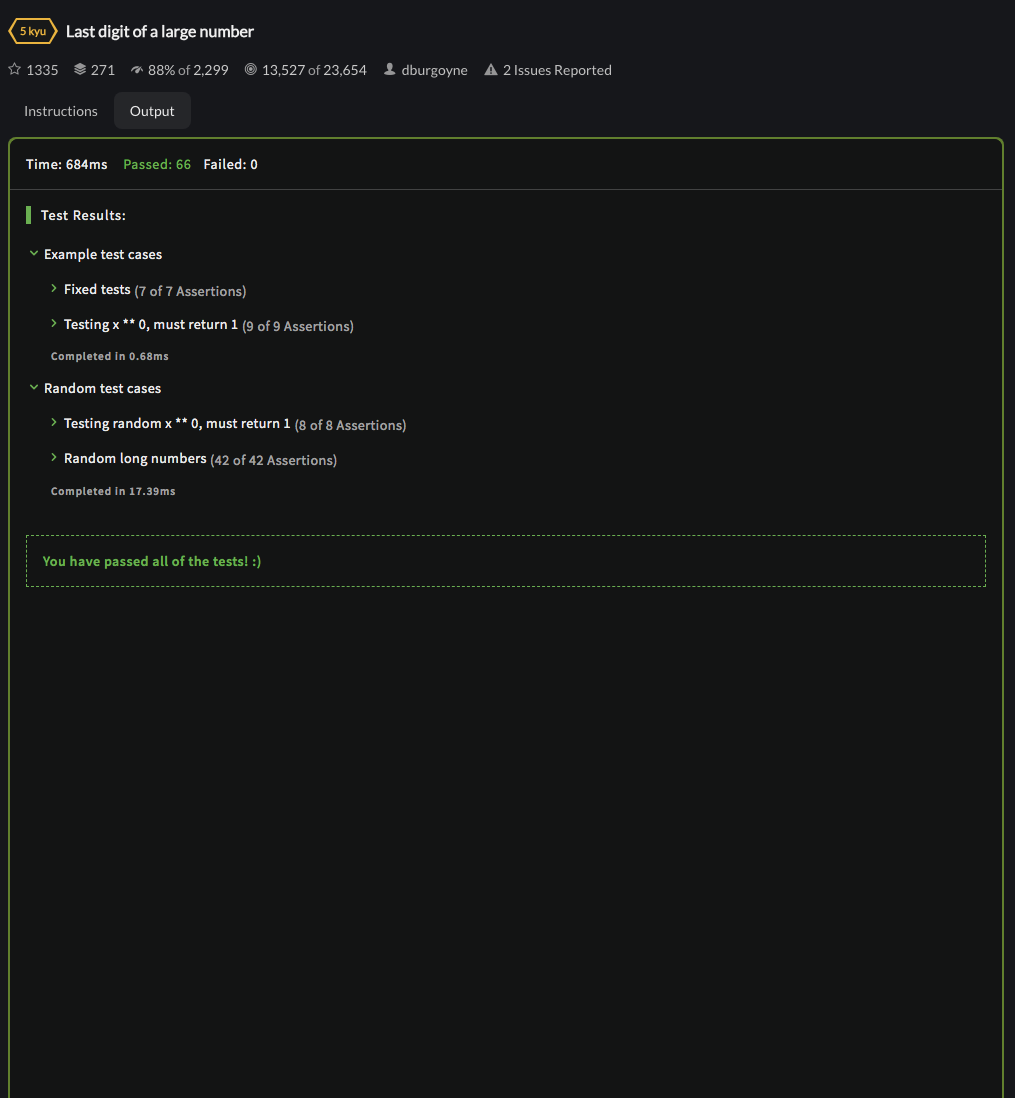 5 kyu Last digit of a large number
1335 271 88% of 2,299 13,527 of 23,654 dburgoyne 2 Issues Reported
Instructions Output
Time: 684ms Passed: 66 Failed: 0
Test Results:
Example test cases
Fixed tests (7 of 7 Assertions)
Testing x ** 0, must return 1 (9 of 9 Assertions)
Completed in 0.68ms
Random test cases
Testing random x ** 0, must return 1 (8 of 8 Assertions)
Random long numbers (42 of 42 Assertions)
Completed in 17.39ms
You have passed all of the tests! :)